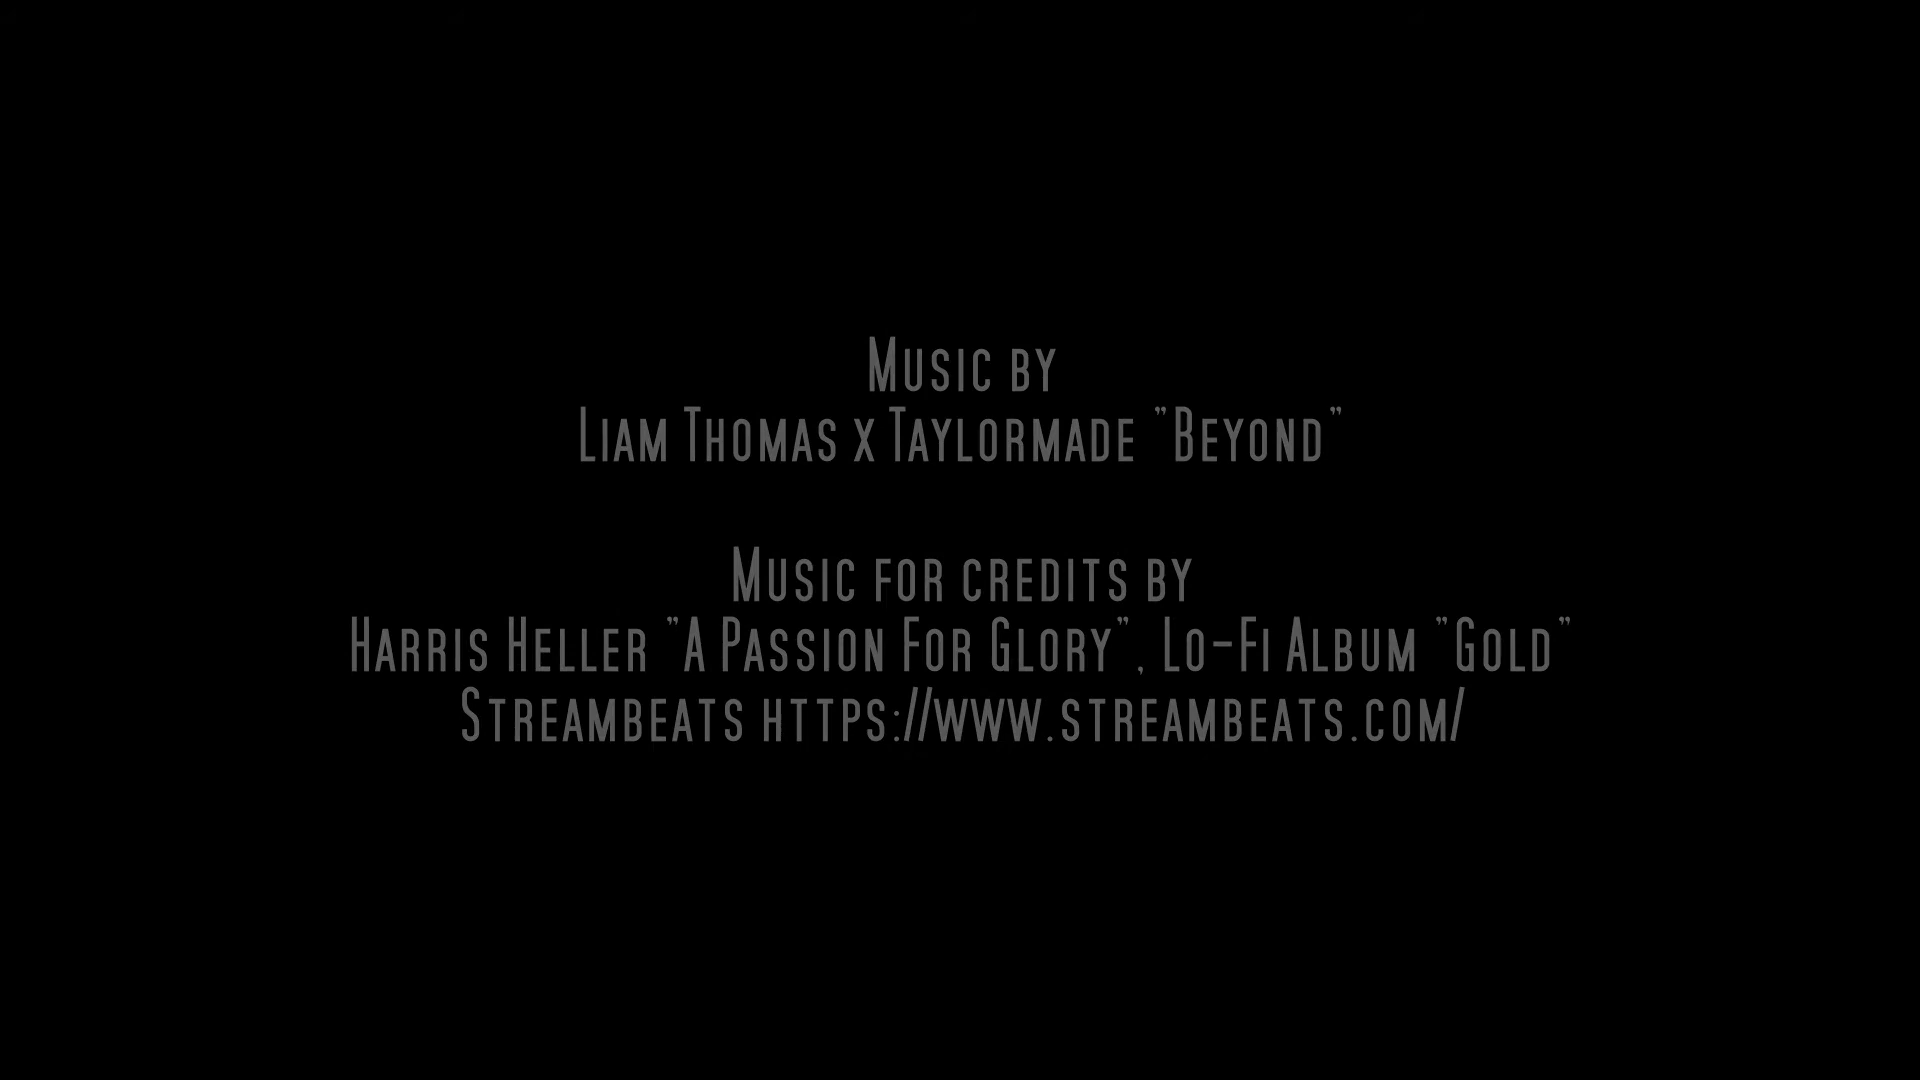 Music by
Liam Thomas x Taylormade "Beyond"
Music for credits by
Harris Heller "A Passion For Glory", Lo-Fi Album "Gold"
Streambeats https://www.streambeats.com/